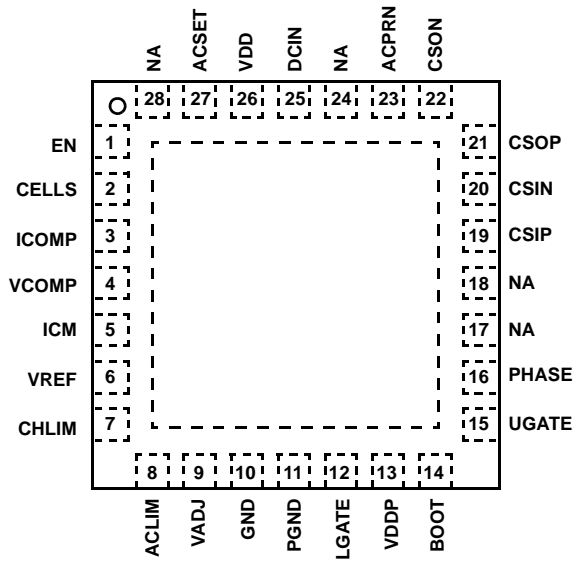 NA ACSET VDD DCIN NA ACPRN CSON
28 27 26 25 24 23 22
EN 1 21 CSOP
CELLS 2 20 CSIN
ICOMP 3 19 CSIP
VCOMP 4 18 NA
ICM 5 17 NA
VREF 6 16 PHASE
CHLIM 7 15 UGATE
8 9 10 11 12 13 14
ACLIM VADJ GND PGND LGATE VDDP BOOT